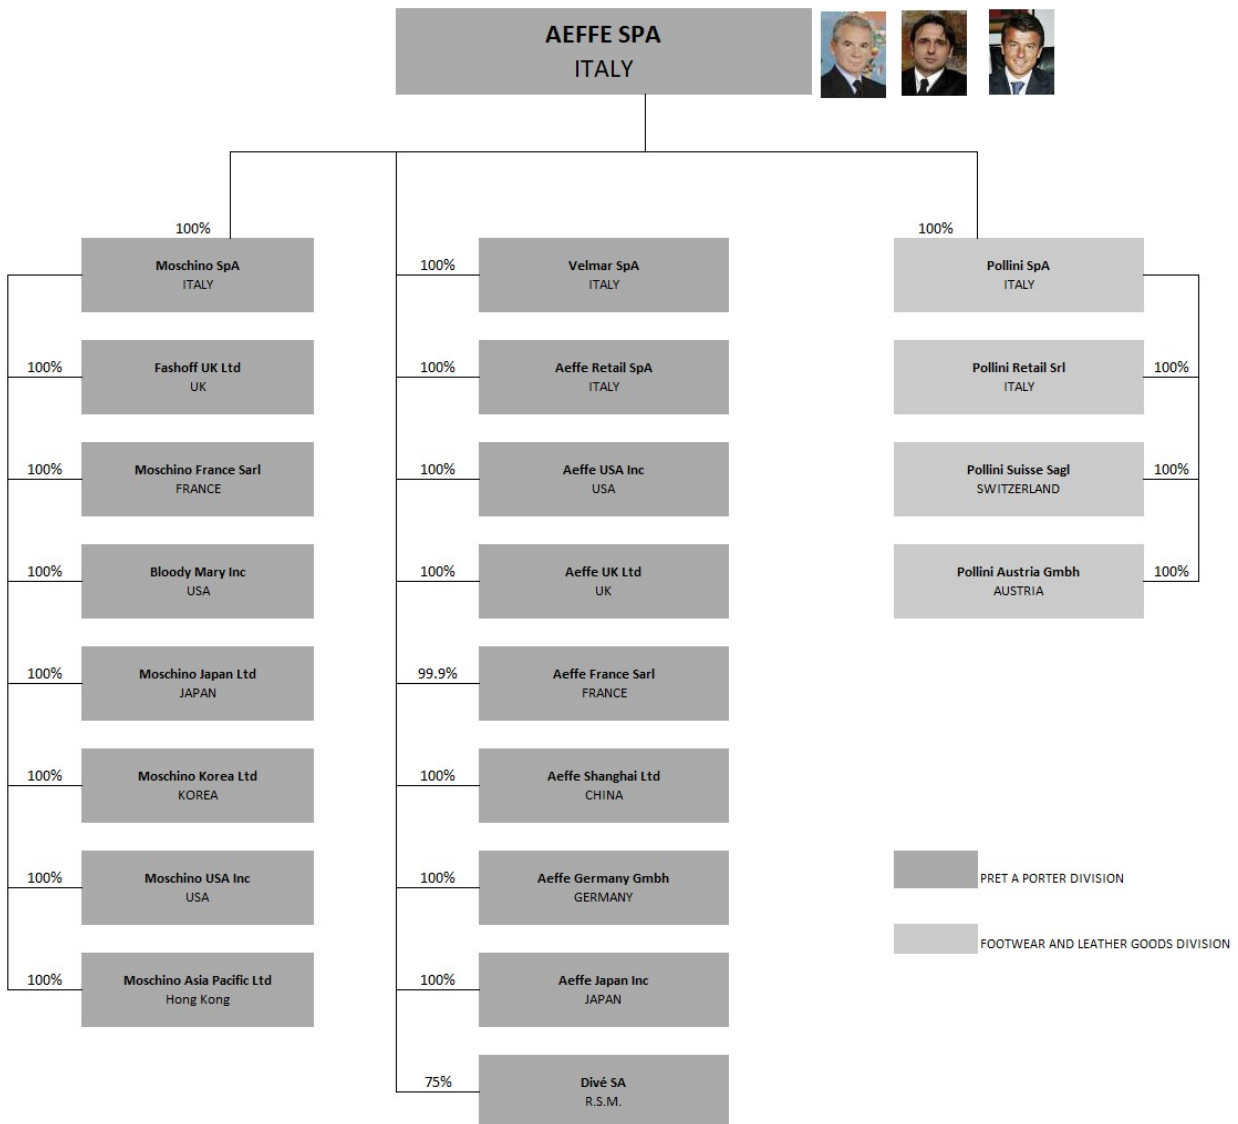 AEFFE SPA
ITALY
100%
Moschino SpA
ITALY
100%
Fashoff UK Ltd
UK
100%
Moschino France Sarl
FRANCE
100%
Bloody Mary Inc
USA
100%
Moschino Japan Ltd
JAPAN
100%
Moschino Korea Ltd
KOREA
100%
Moschino USA Inc
USA
100%
Moschino Asia Pacific Ltd
Hong Kong
100%
Velmar SpA
ITALY
100%
Aeffe Retail SpA
ITALY
100%
Aeffe USA Inc
USA
100%
Aeffe UK Ltd
UK
99.9%
Aeffe France Sarl
FRANCE
100%
Aeffe Shanghai Ltd
CHINA
100%
Aeffe Germany Gmbh
GERMANY
100%
Aeffe Japan Inc
JAPAN
75%
Divé SA
R.S.M.
100%
Pollini SpA
ITALY
Pollini Retail Srl
ITALY
100%
Pollini Suisse Sagl
SWITZERLAND
100%
Pollini Austria Gmbh
AUSTRIA
100%
PRET A PORTER DIVISION
FOOTWEAR AND LEATHER GOODS DIVISION